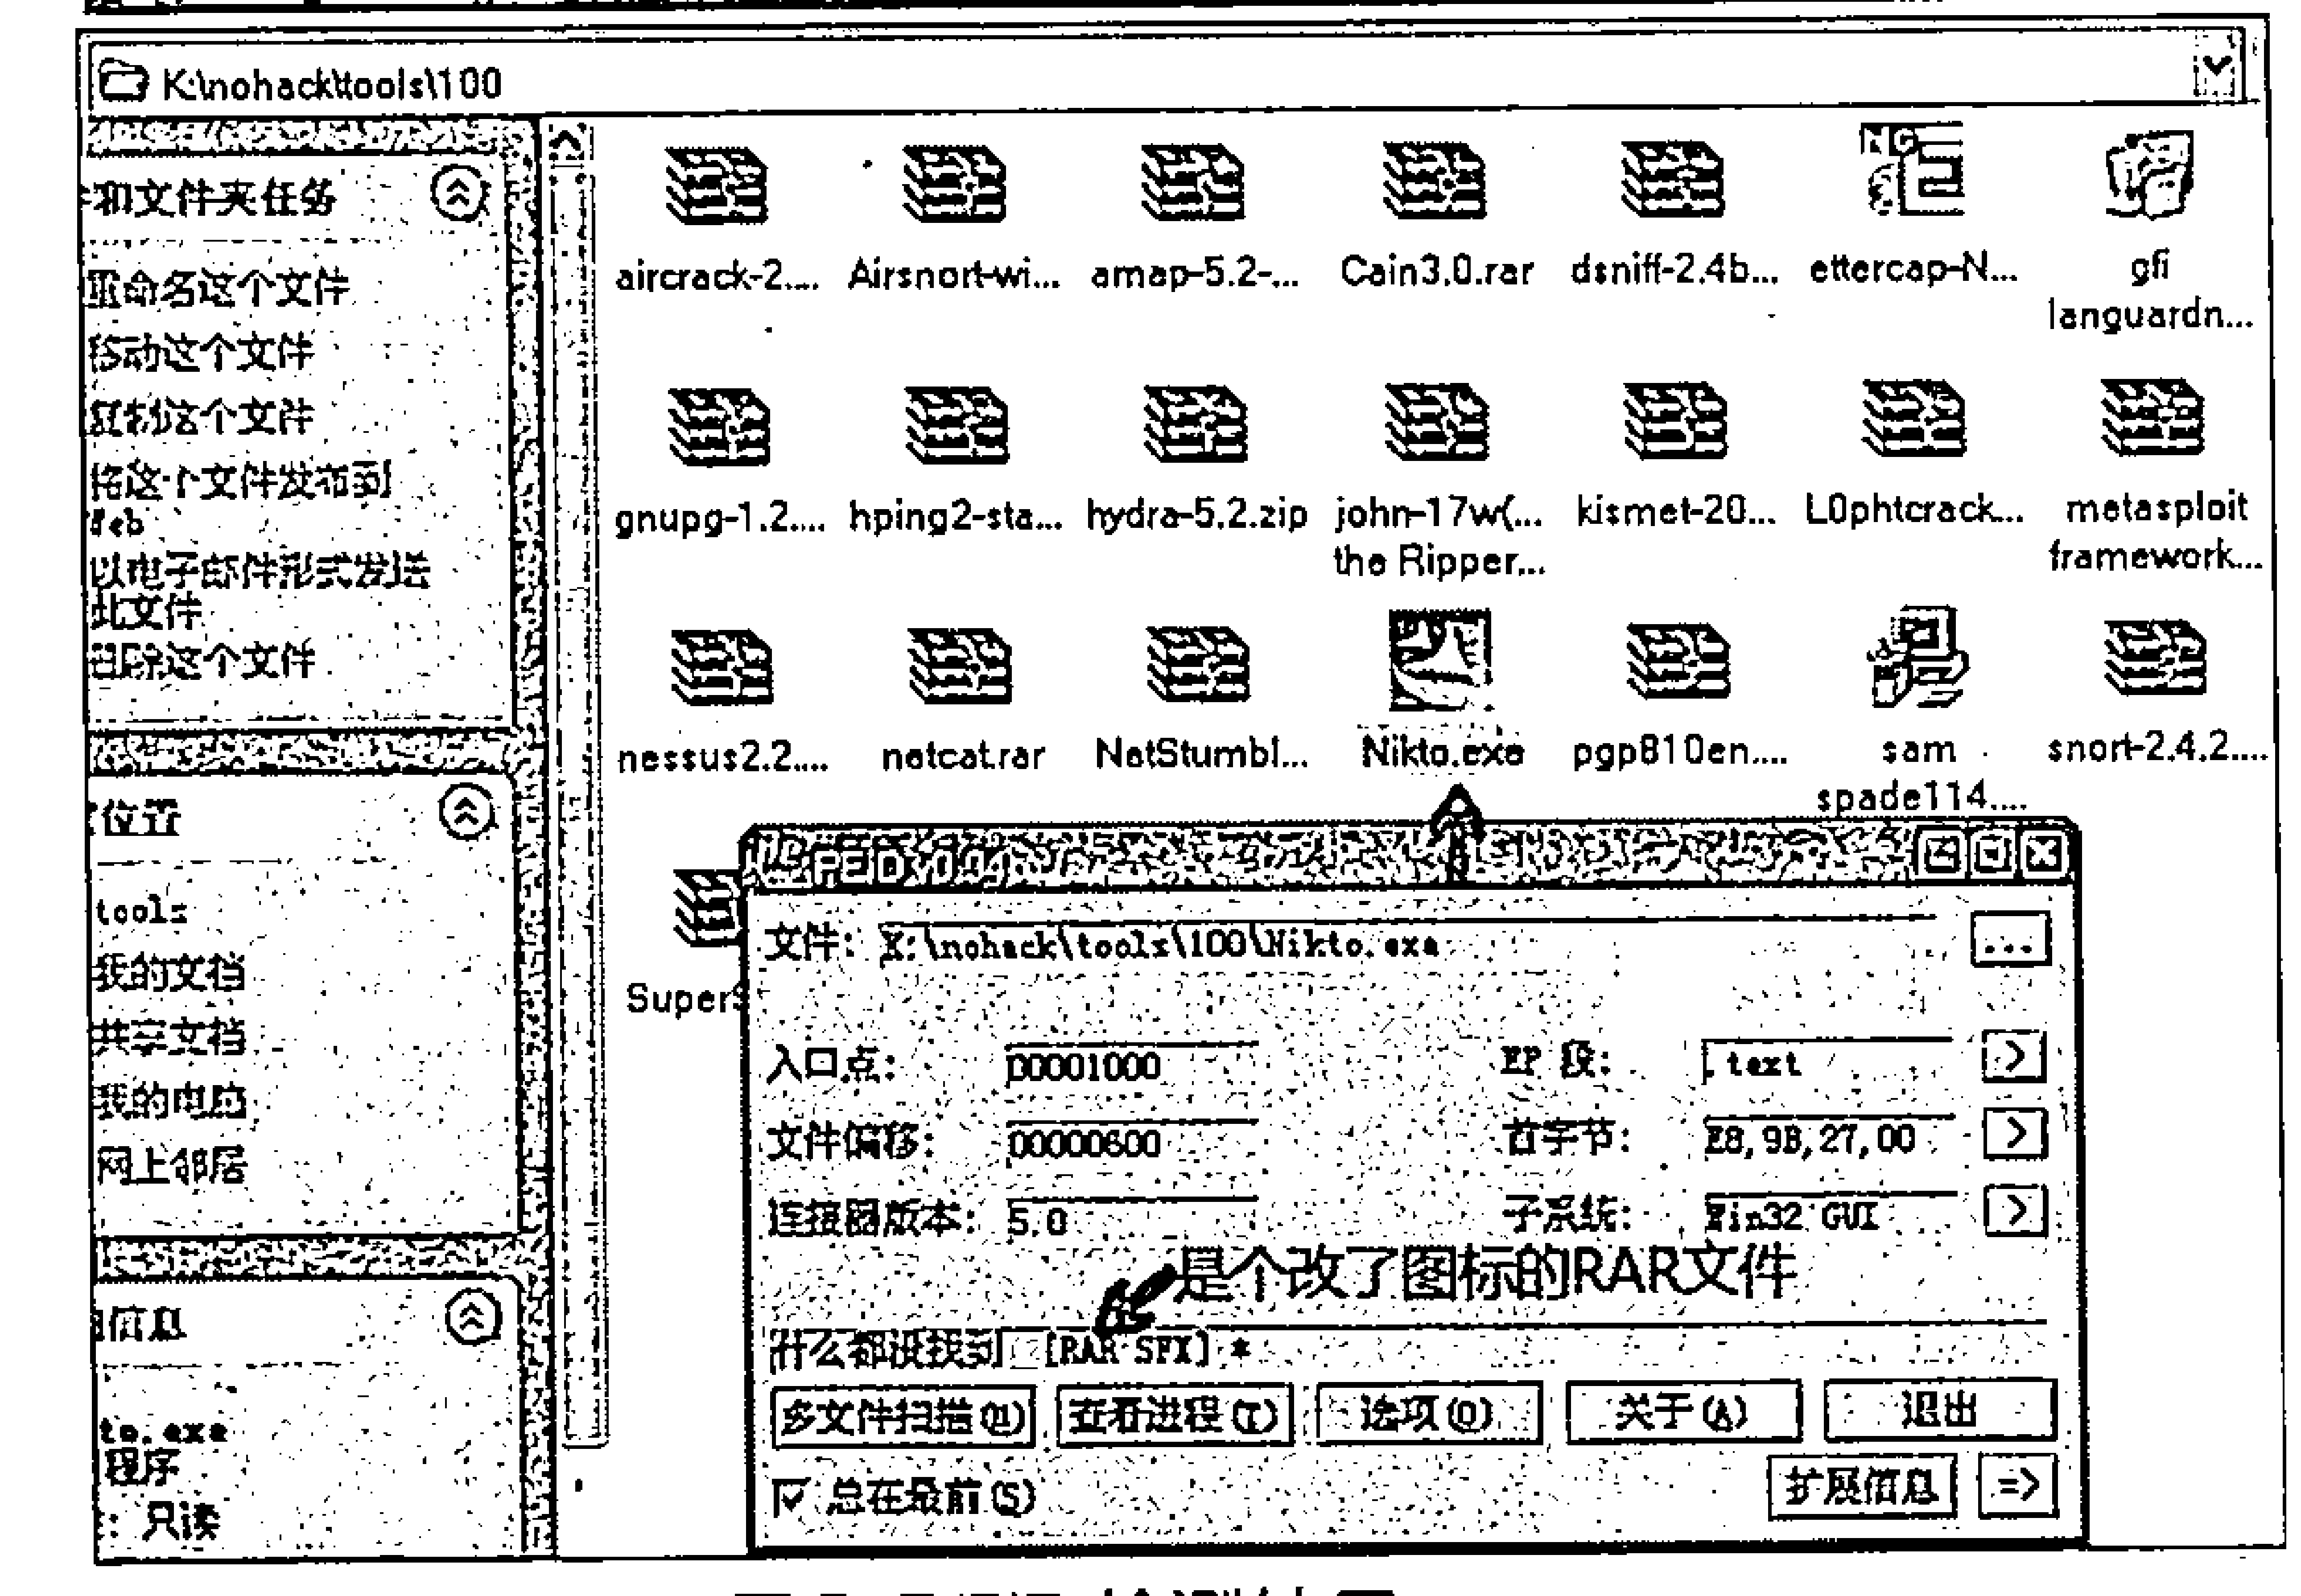 K:\nohack\tools\100
和文件夹任务
重命名这个文件
移动这个文件
复制这个文件
将这个文件发布到
Web
以电子邮件形式发送
此文件
删除这个文件
位置
tools
我的文档
共享文档
我的电脑
网上邻居
信息
to.exe
程序
: 只读
aircrack-2.... Airsnort-wi... amap-5.2-... Cain3.0.rar dsniff-2.4b... ettercap-N... gfi
languardn...
gnupg-1.2.... hping2-sta... hydra-5.2.zip john-17w(... kismet-20... L0phtcrack... metasploit
the Ripper... framework...
nessus2.2.... netcat.rar NetStumbl... Nikto.exe pgp810en.... sam snort-2.4.2....
spade114....
SuperS
PEiD
文件: K:\nohack\tools\100\Nikto.exe ...
入口点: 00001000 EP 段: .text >
文件偏移: 00000600 首字节: E8,9B,27,00 >
连接器版本: 5.0 子系统: Win32 GUI >
是个改了图标的RAR文件
什么都没找到 [RAR SFX] *
多文件扫描(M) 查看进程(T) 选项(O) 关于(A) 退出
总在最前(S) 扩展信息 =>